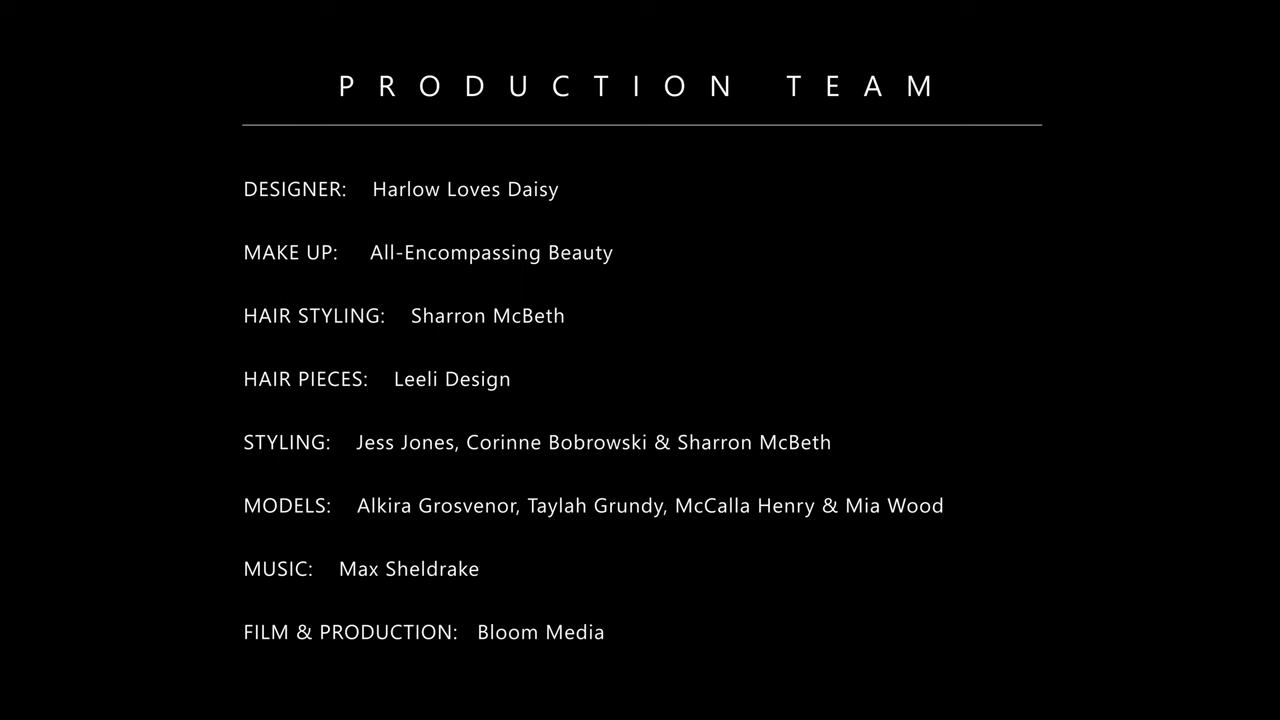 PRODUCTION TEAM
DESIGNER: Harlow Loves Daisy
MAKE UP: All-Encompassing Beauty
HAIR STYLING: Sharron McBeth
HAIR PIECES: Leeli Design
STYLING: Jess Jones, Corinne Bobrowski & Sharron McBeth
MODELS: Alkira Grosvenor, Taylah Grundy, McCalla Henry & Mia Wood
MUSIC: Max Sheldrake
FILM & PRODUCTION: Bloom Media